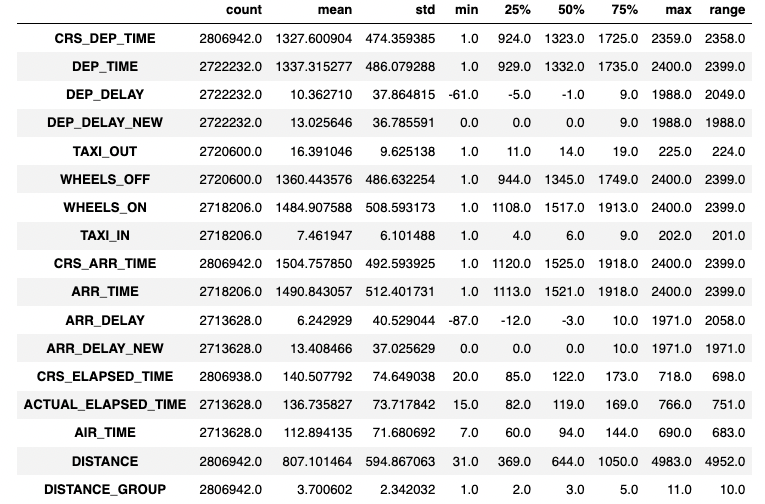 count mean std min 25% 50% 75% max range
CRS_DEP_TIME 2806942.0 1327.600904 474.359385 1.0 924.0 1323.0 1725.0 2359.0 2358.0
DEP_TIME 2722232.0 1337.315277 486.079288 1.0 929.0 1332.0 1735.0 2400.0 2399.0
DEP_DELAY 2722232.0 10.362710 37.864815 -61.0 -5.0 -1.0 9.0 1988.0 2049.0
DEP_DELAY_NEW 2722232.0 13.025646 36.785591 0.0 0.0 0.0 9.0 1988.0 1988.0
TAXI_OUT 2720600.0 16.391046 9.625138 1.0 11.0 14.0 19.0 225.0 224.0
WHEELS_OFF 2720600.0 1360.443576 486.632254 1.0 944.0 1345.0 1749.0 2400.0 2399.0
WHEELS_ON 2718206.0 1484.907588 508.593173 1.0 1108.0 1517.0 1913.0 2400.0 2399.0
TAXI_IN 2718206.0 7.461947 6.101488 1.0 4.0 6.0 9.0 202.0 201.0
CRS_ARR_TIME 2806942.0 1504.757850 492.593925 1.0 1120.0 1525.0 1918.0 2400.0 2399.0
ARR_TIME 2718206.0 1490.843057 512.401731 1.0 1113.0 1521.0 1918.0 2400.0 2399.0
ARR_DELAY 2713628.0 6.242929 40.529044 -87.0 -12.0 -3.0 10.0 1971.0 2058.0
ARR_DELAY_NEW 2713628.0 13.408466 37.025629 0.0 0.0 0.0 10.0 1971.0 1971.0
CRS_ELAPSED_TIME 2806938.0 140.507792 74.649038 20.0 85.0 122.0 173.0 718.0 698.0
ACTUAL_ELAPSED_TIME 2713628.0 136.735827 73.717842 15.0 82.0 119.0 169.0 766.0 751.0
AIR_TIME 2713628.0 112.894135 71.680692 7.0 60.0 94.0 144.0 690.0 683.0
DISTANCE 2806942.0 807.101464 594.867063 31.0 369.0 644.0 1050.0 4983.0 4952.0
DISTANCE_GROUP 2806942.0 3.700602 2.342032 1.0 2.0 3.0 5.0 11.0 10.0